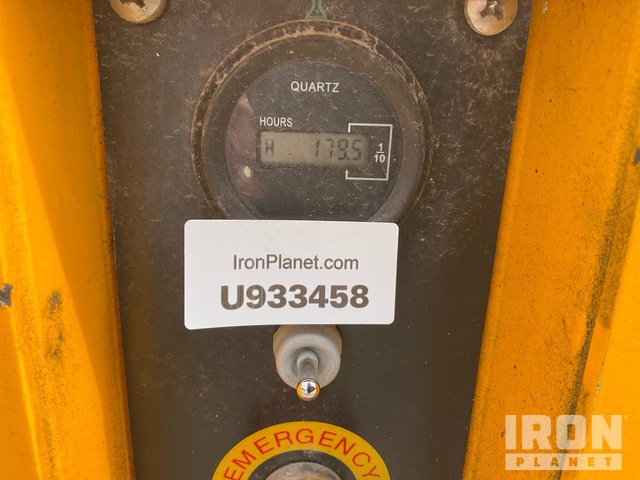 QUARTZ
HOURS
H 179.5
1/10
IronPlanet.com
U933458
EMERGENCY
IRON
PLANET